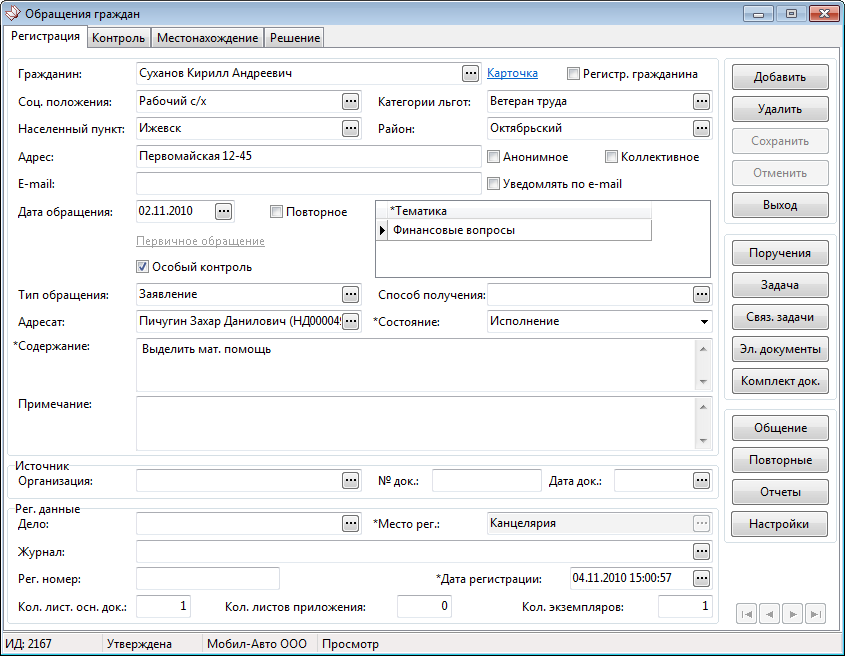 Обращения граждан
Регистрация Контроль Местонахождение Решение
Гражданин: Суханов Кирилл Андреевич ... Карточка Регистр. гражданина
Соц. положения: Рабочий с/х ... Категории льгот: Ветеран труда ...
Населенный пункт: Ижевск ... Район: Октябрьский ...
Адрес: Первомайская 12-45 Анонимное Коллективное
E-mail: Уведомлять по e-mail
Дата обращения: 02.11.2010 ... Повторное *Тематика
Финансовые вопросы
Первичное обращение
Особый контроль
Тип обращения: Заявление ... Способ получения: ...
Адресат: Пичугин Захар Данилович (НД000049 ... *Состояние: Исполнение
*Содержание: Выделить мат. помощь
Примечание:
Источник
Организация: ... № док.: Дата док.: ...
Рег. данные
Дело: ... *Место рег.: Канцелярия ...
Журнал: ...
Рег. номер: *Дата регистрации: 04.11.2010 15:00:57 ...
Кол. лист. осн. док.: 1 Кол. листов приложения: 0 Кол. экземпляров: 1
Добавить
Удалить
Сохранить
Отменить
Выход
Поручения
Задача
Связ. задачи
Эл. документы
Комплект док.
Общение
Повторные
Отчеты
Настройки
ИД: 2167 Утверждена Мобил-Авто ООО Просмотр